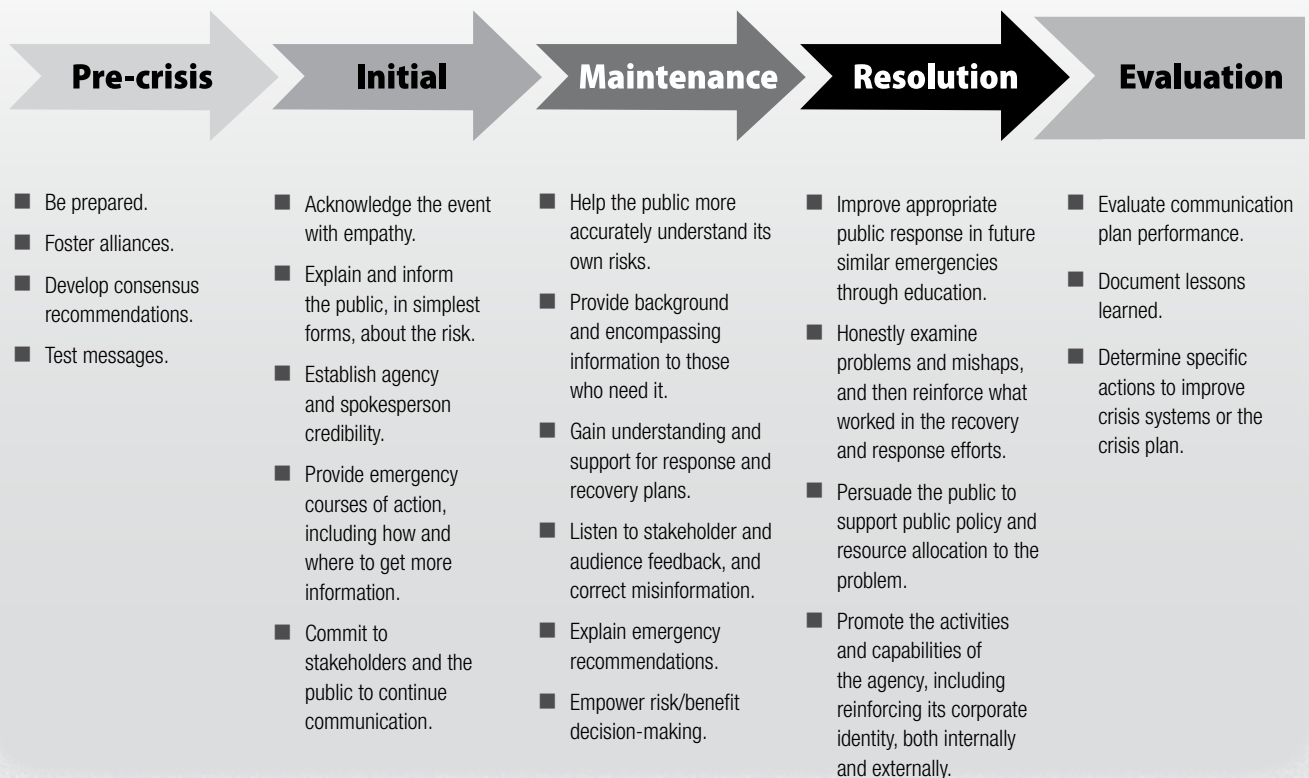 Pre-crisis
Initial
Maintenance
Resolution
Evaluation
Be prepared.
Foster alliances.
Develop consensus
recommendations.
Test messages.
Acknowledge the event
with empathy.
Explain and inform
the public, in simplest
forms, about the risk.
Establish agency
and spokesperson
credibility.
Provide emergency
courses of action,
including how and
where to get more
information.
Commit to
stakeholders and the
public to continue
communication.
Help the public more
accurately understand its
own risks.
Provide background
and encompassing
information to those
who need it.
Gain understanding and
support for response and
recovery plans.
Listen to stakeholder and
audience feedback, and
correct misinformation.
Explain emergency
recommendations.
Empower risk/benefit
decision-making.
Improve appropriate
public response in future
similar emergencies
through education.
Honestly examine
problems and mishaps,
and then reinforce what
worked in the recovery
and response efforts.
Persuade the public to
support public policy and
resource allocation to the
problem.
Promote the activities
and capabilities of
the agency, including
reinforcing its corporate
identity, both internally
and externally.
Evaluate communication
plan performance.
Document lessons
learned.
Determine specific
actions to improve
crisis systems or the
crisis plan.